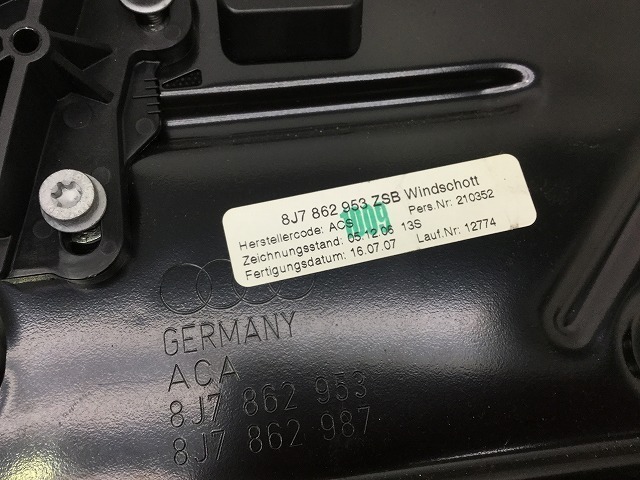 8J7 862 953 ZSB Windschott
Herstellercode: ACS 1009 Pers.Nr: 210352
Zeichnungsstand: 05.12.06 13S
Fertigungsdatum: 16.07.07 Lauf.Nr: 12774
GERMANY
ACA
8J7 862 953
8J7 862 987